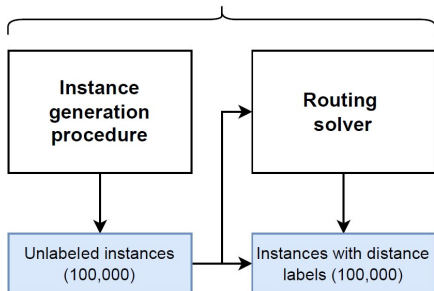 Instance
generation
procedure
Routing
solver
Unlabeled instances
(100,000)
Instances with distance
labels (100,000)